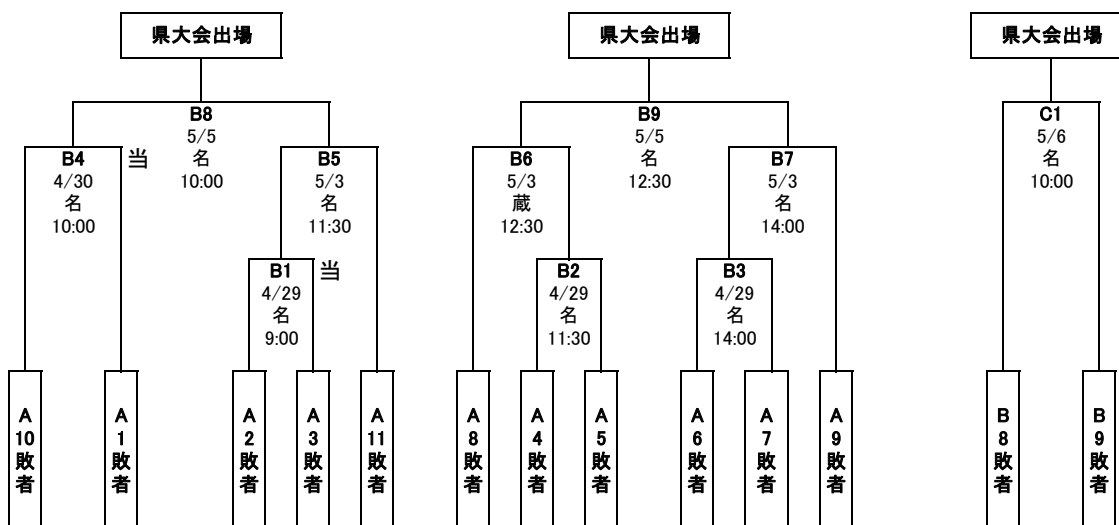 県大会出場
県大会出場
県大会出場
B8
5/5
名
10:00
B9
5/5
名
12:30
C1
5/6
名
10:00
B4
4/30
名
10:00
当
B5
5/3
名
11:30
B6
5/3
蔵
12:30
B7
5/3
名
14:00
B1
4/29
名
9:00
当
B2
4/29
名
11:30
B3
4/29
名
14:00
A10敗者
A1敗者
A2敗者
A3敗者
A11敗者
A8敗者
A4敗者
A5敗者
A6敗者
A7敗者
A9敗者
B8敗者
B9敗者